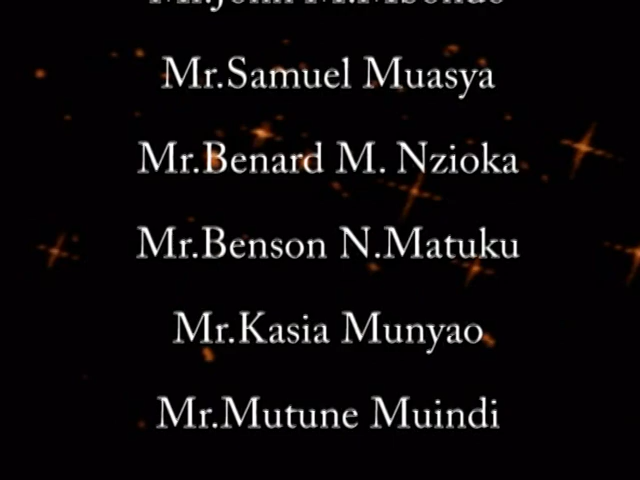 Mr.Samuel Muasya
Mr.Benard M. Nzioka
Mr.Benson N.Matuku
Mr.Kasia Munyao
Mr.Mutune Muindi